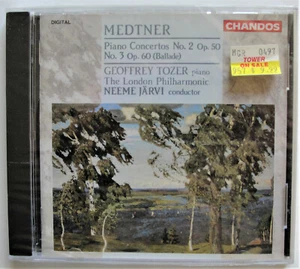 DIGITAL
CHANDOS
MEDTNER
Piano Concertos No. 2 Op. 50
No. 3 Op. 60 (Ballade)
GEOFFREY TOZER piano
The London Philharmonic
NEEME JÄRVI conductor
TOWER
ON SALE